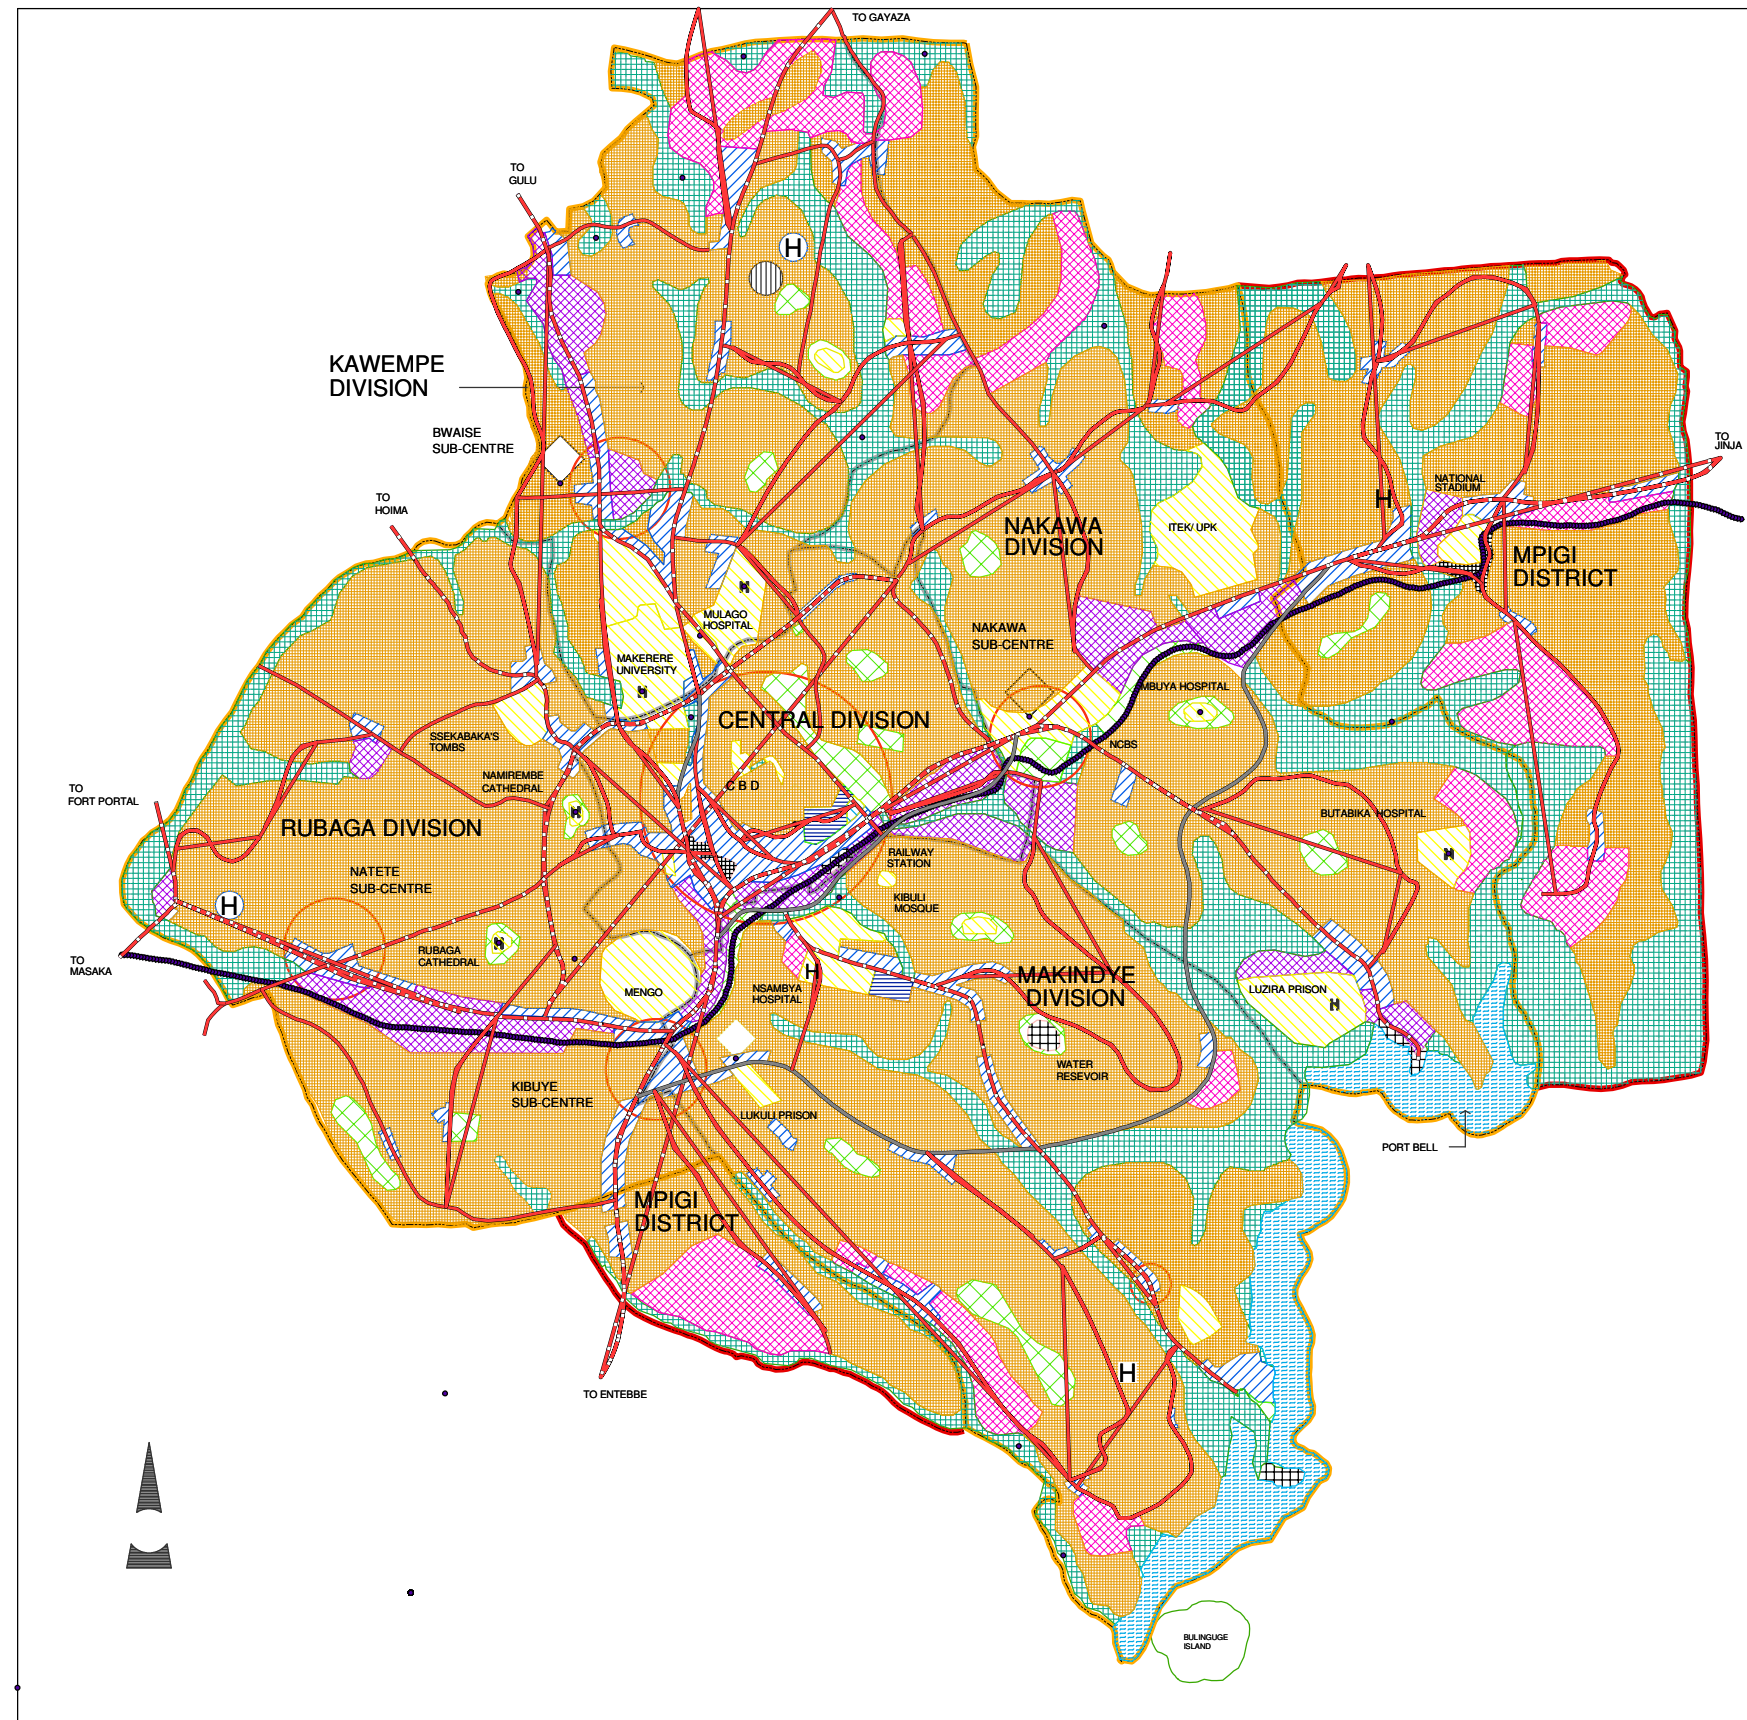 TO GAYAZA
TO
GULU
H
KAWEMPE
DIVISION
BWAISE
SUB-CENTRE
TO
HOIMA
TO
JINJA
NATIONAL
STADIUM
H
NAKAWA
DIVISION
ITEK/ UPK
MPIGI
DISTRICT
H
MULAGO
HOSPITAL
NAKAWA
SUB-CENTRE
MAKERERE
UNIVERSITY
H
MBUYA HOSPITAL
CENTRAL DIVISION
SSEKABAKA'S
TOMBS
NCBS
NAMIREMBE
CATHEDRAL
C B D
TO
FORT PORTAL
H
BUTABIKA HOSPITAL
RUBAGA DIVISION
RAILWAY
STATION
H
NATETE
SUB-CENTRE
KIBULI
MOSQUE
H
RUBAGA
CATHEDRAL
H
TO
MASAKA
MENGO
NSAMBYA
HOSPITAL
H
MAKINDYE
DIVISION
LUZIRA PRISON
H
WATER
RESEVOIR
KIBUYE
SUB-CENTRE
LUKULI PRISON
PORT BELL
MPIGI
DISTRICT
H
TO ENTEBBE
BULINGUGE
ISLAND